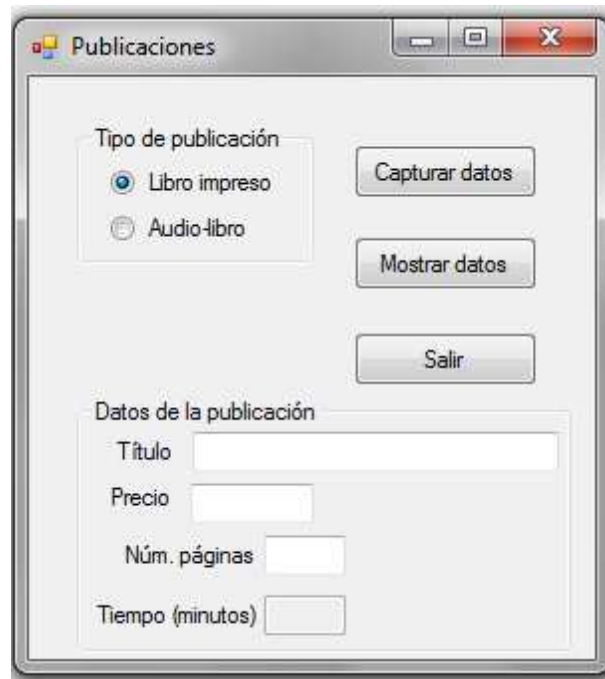 Publicaciones
Tipo de publicación
Libro impreso
Audio-libro
Capturar datos
Mostrar datos
Salir
Datos de la publicación
Título
Precio
Núm. páginas
Tiempo (minutos)